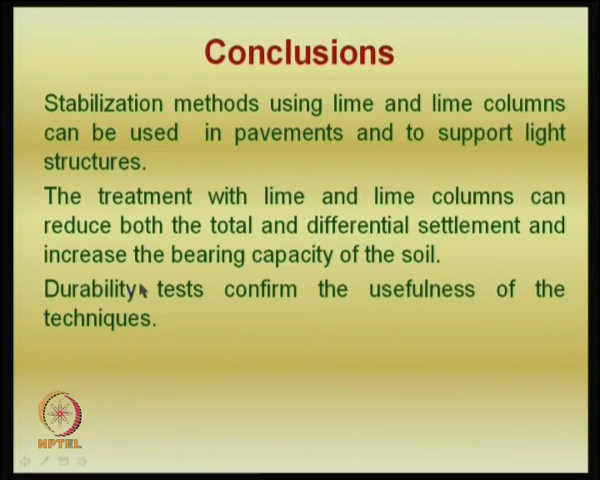 Conclusions
Stabilization methods using lime and lime columns
can be used in pavements and to support light
structures.
The treatment with lime and lime columns can
reduce both the total and differential settlement and
increase the bearing capacity of the soil.
Durability tests confirm the usefulness of the
techniques.
NPTEL